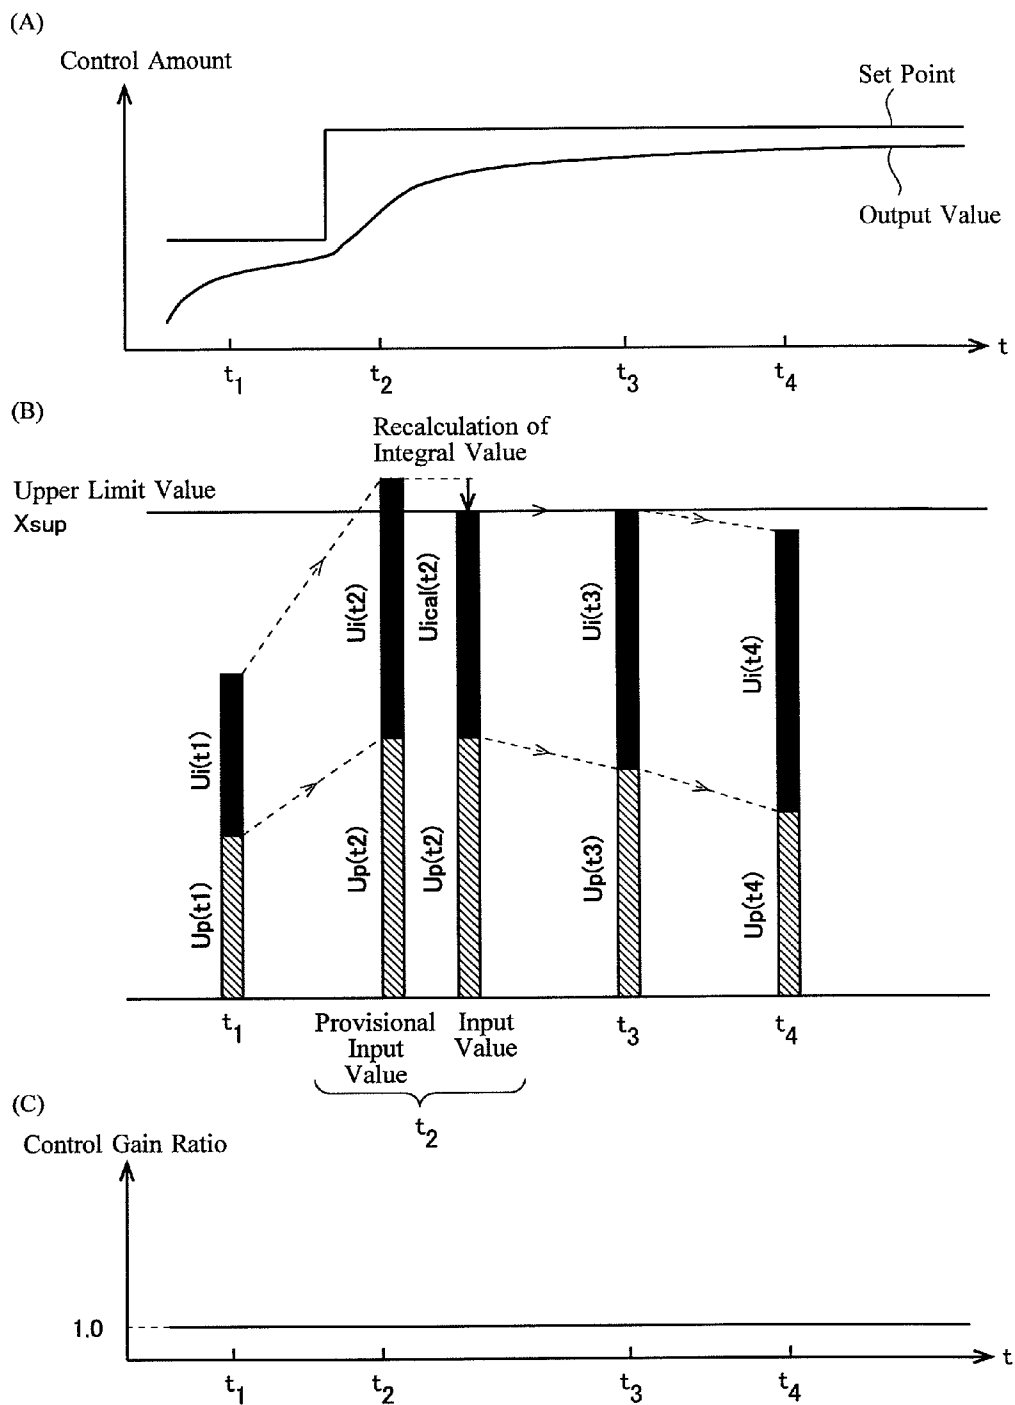 (A)
Control Amount
Set Point
Output Value
t
t1
t2
t3
t4
(B)
Recalculation of
Integral Value
Upper Limit Value
Xsup
Ui(t1)
Up(t1)
Ui(t2)
Up(t2)
Uical(t2)
Up(t2)
Ui(t3)
Up(t3)
Ui(t4)
Up(t4)
t1
Provisional
Input
Value
Input
Value
t3
t4
t2
(C)
Control Gain Ratio
1.0
t
t1
t2
t3
t4